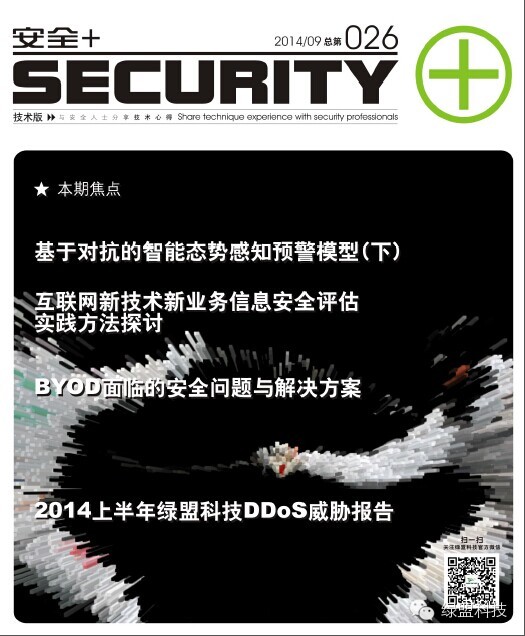 安全+
2014/09 总第026
SECURITY
技术版 与安全人士分享技术心得 Share technique experience with security professionals
★ 本期焦点
基于对抗的智能态势感知预警模型（下）
互联网新技术新业务信息安全评估
实践方法探讨
BYOD面临的安全问题与解决方案
2014上半年绿盟科技DDoS威胁报告
扫一扫
关注绿盟科技官方微信
绿盟科技